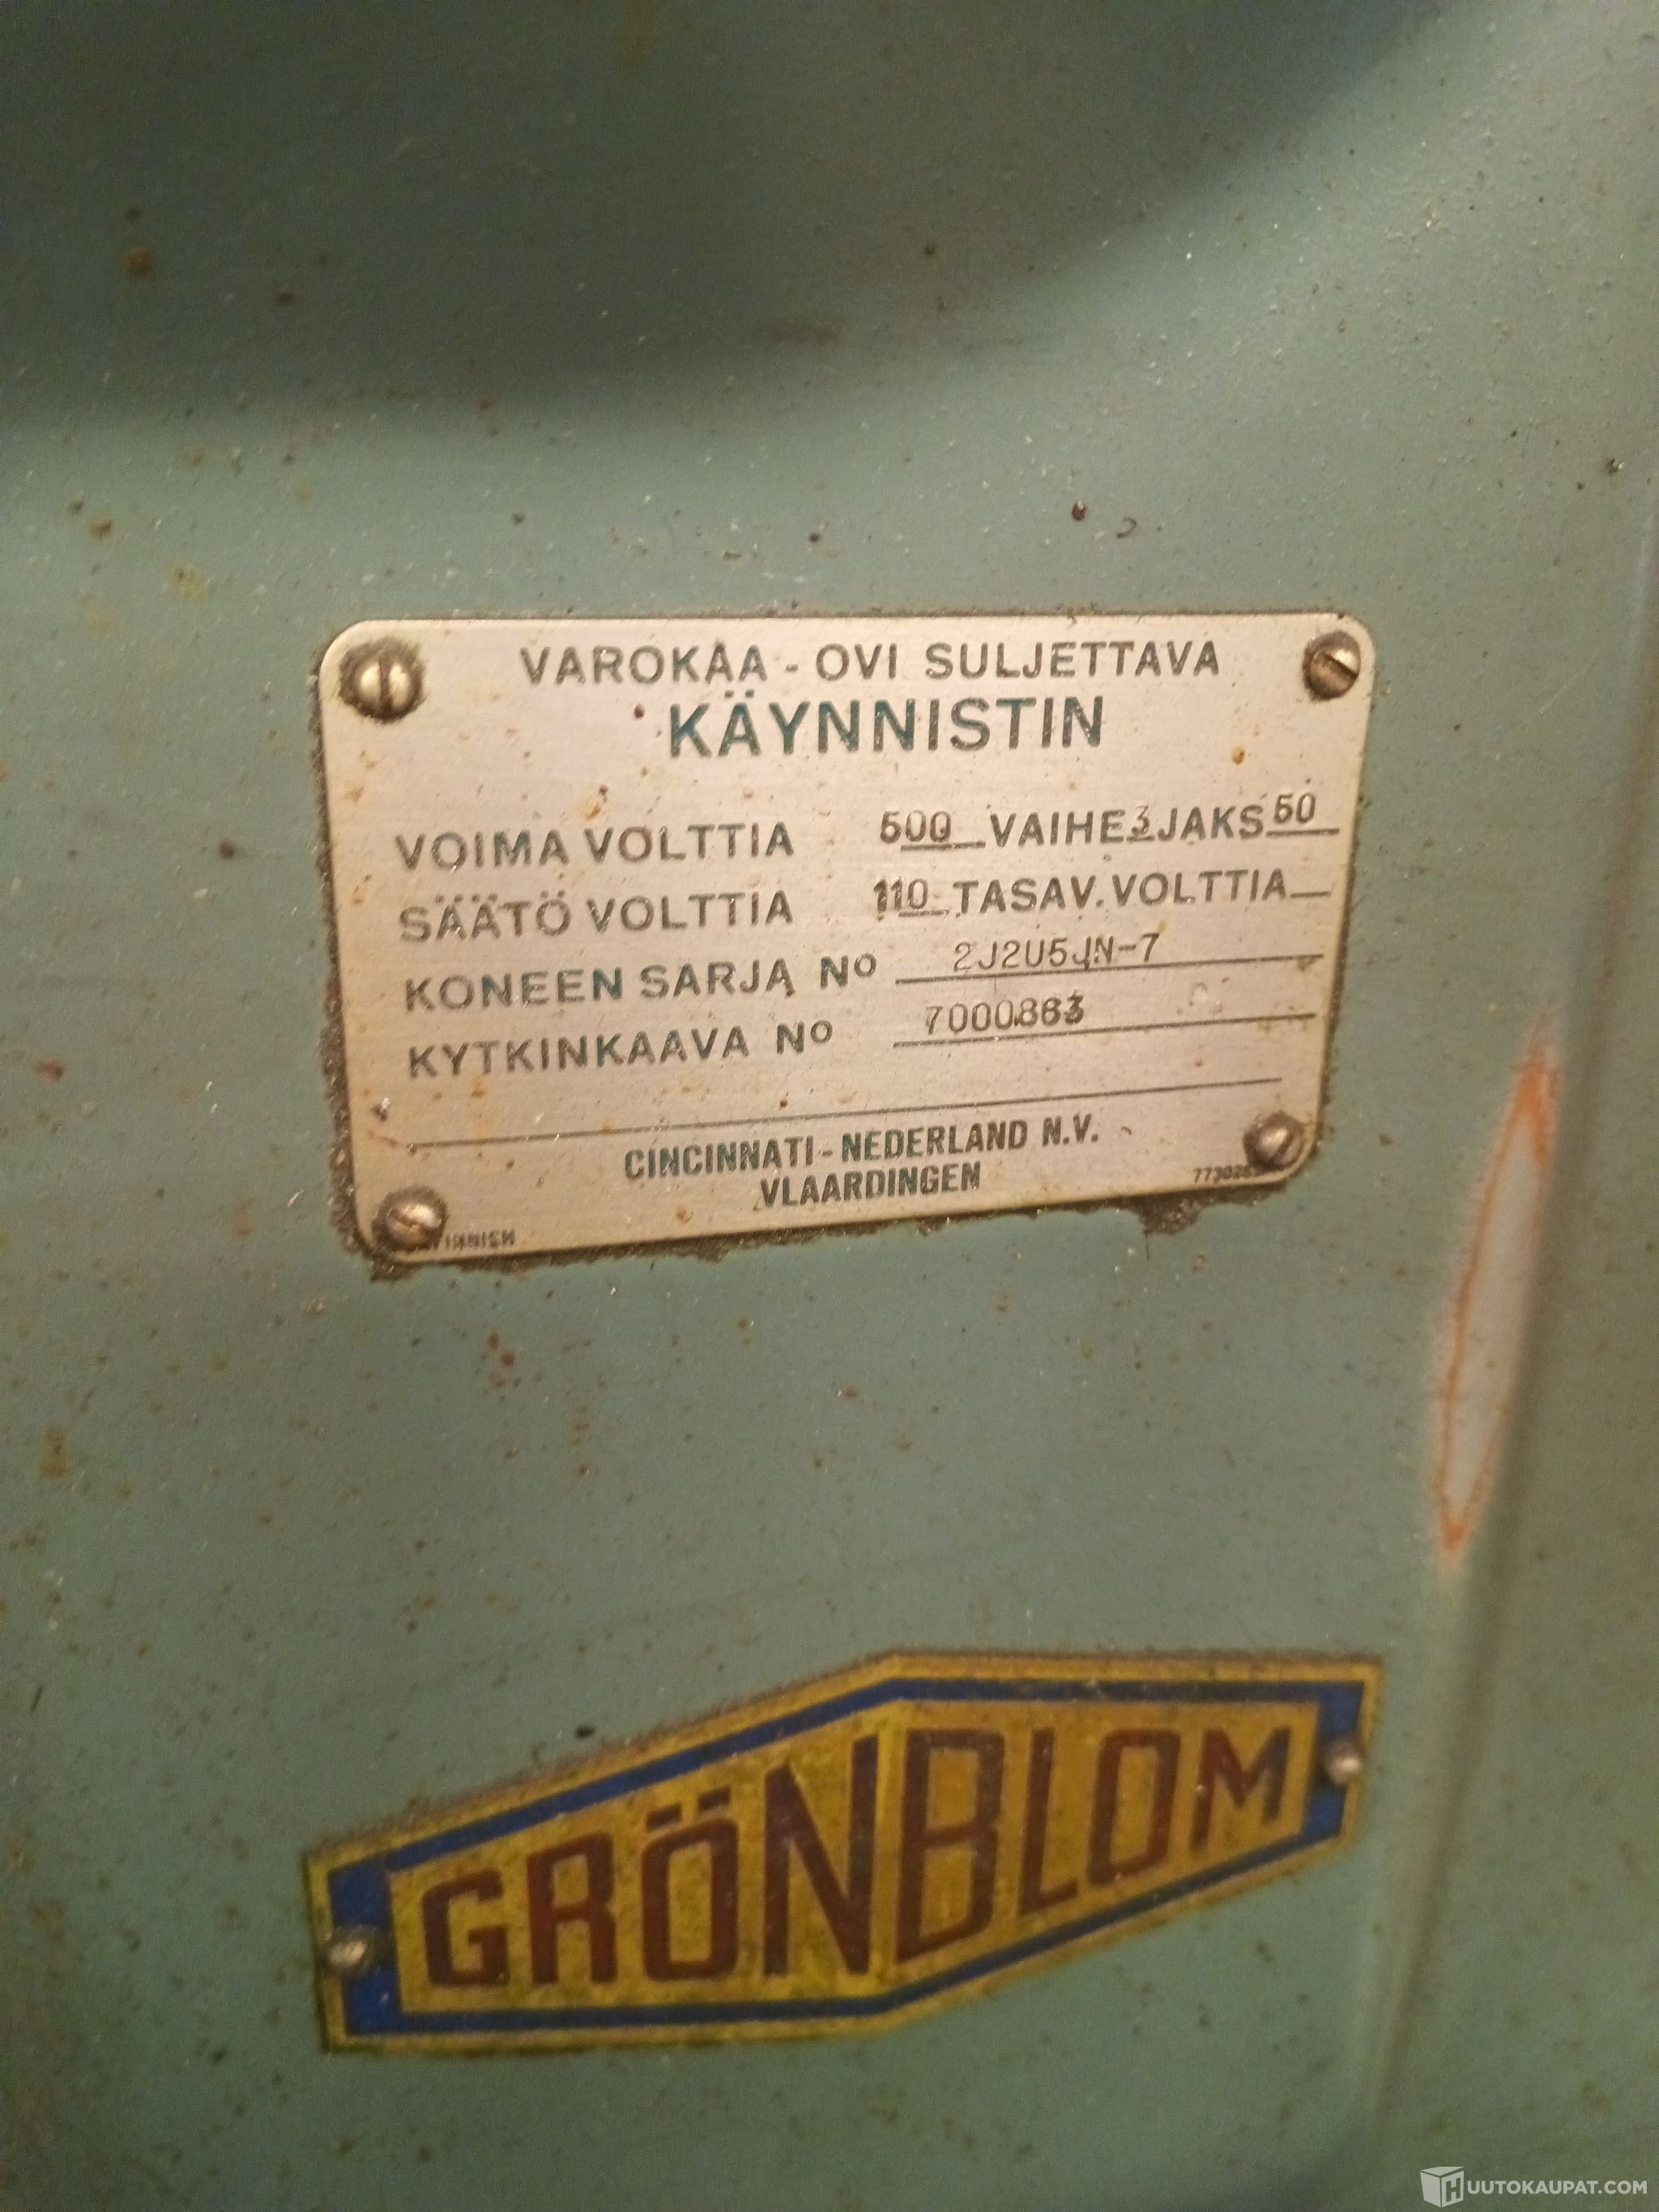 VAROKAA - OVI SULJETTAVA
KÄYNNISTIN
VOIMA VOLTTIA 500 VAIHE 3 JAKS 50
SÄÄTÖ VOLTTIA 110 TASAV. VOLTTIA
KONEEN SARJA No 2J2U5JN-7
KYTKINKAAVA No 7000863
CINCINNATI - NEDERLAND N.V.
VLAARDINGEN
GRÖNBLOM
HUUTOKAUPAT.COM